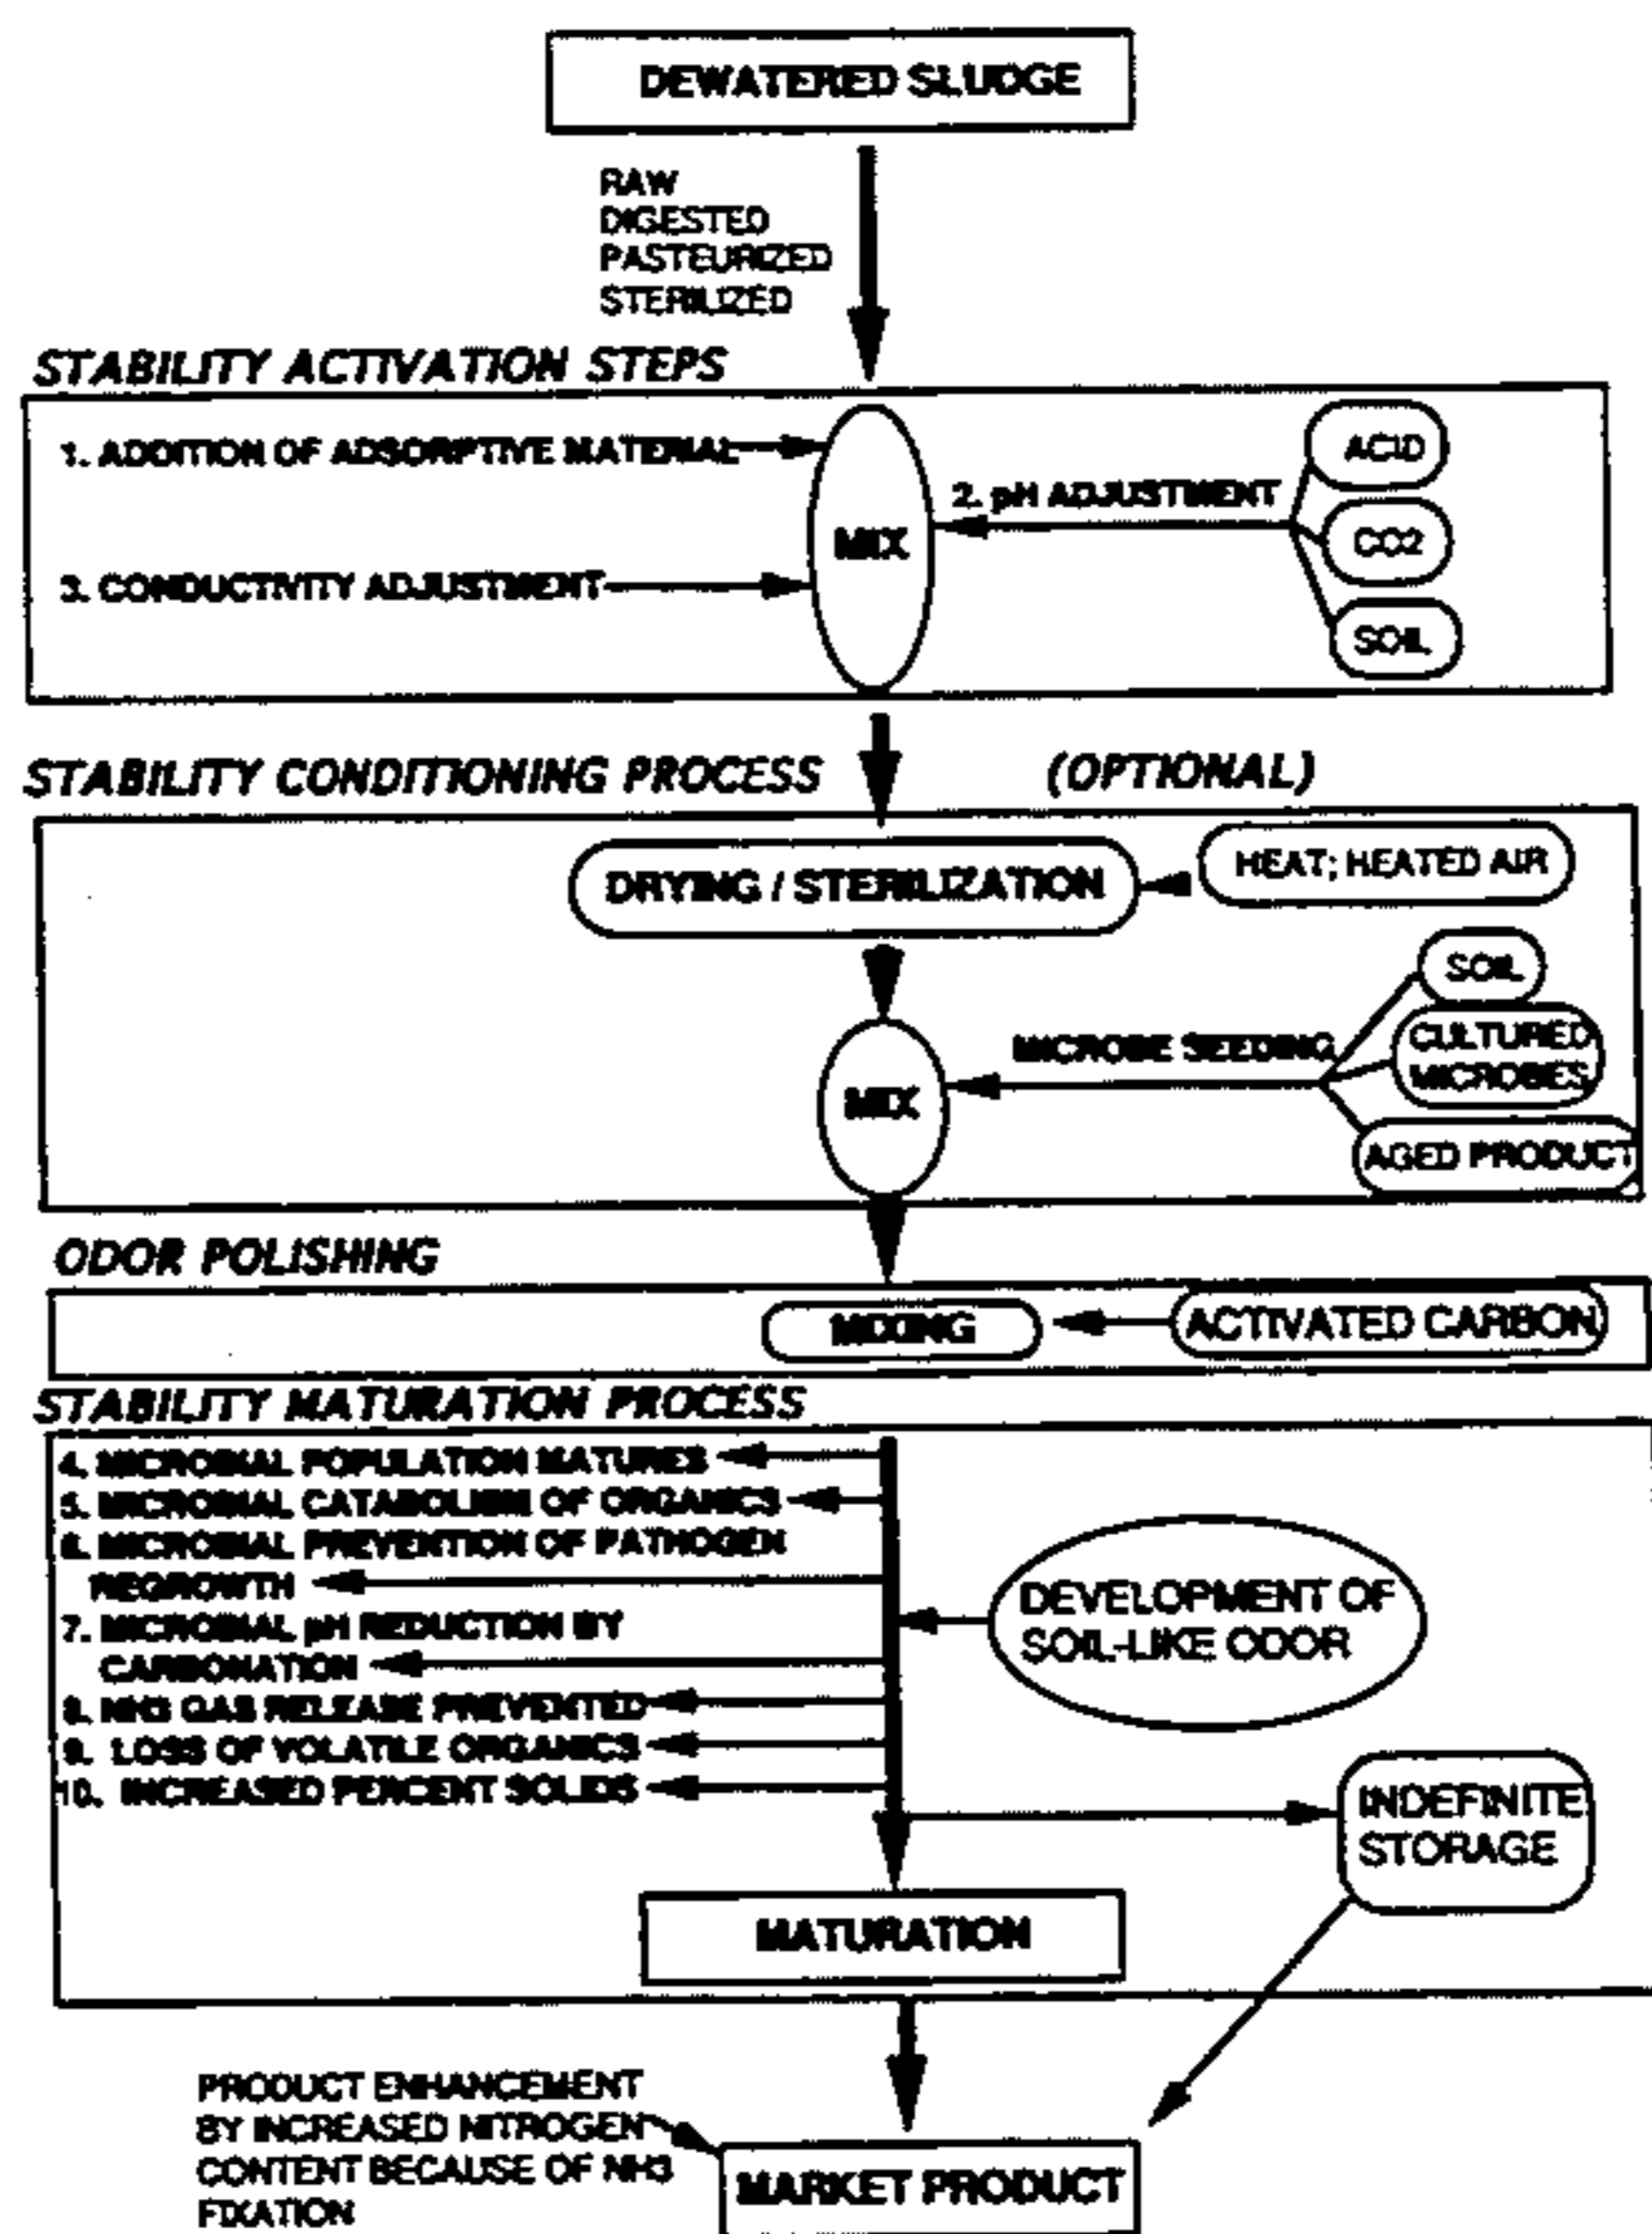 DEWATERED SLUDGE
RAW
DIGESTED
PASTEURIZED
STERILIZED
STABILITY ACTIVATION STEPS
1. ADDITION OF ADSORPTIVE MATERIAL
ACID
2. pH ADJUSTMENT
MIX
CO2
3. CONDUCTIVITY ADJUSTMENT
SOIL
STABILITY CONDITIONING PROCESS (OPTIONAL)
HEAT; HEATED AIR
DRYING / STERILIZATION
SOIL
MICROBE SEEDING
CULTURED
MICROBES
MIX
AGED PRODUCT
ODOR POLISHING
MIXING
ACTIVATED CARBON
STABILITY MATURATION PROCESS
4. MICROBIAL POPULATION MATURES
5. MICROBIAL CATABOLISM OF ORGANICS
6. MICROBIAL PREVENTION OF PATHOGEN
REGROWTH
7. MICROBIAL pH REDUCTION BY
CARBONATION
8. NH3 GAS RELEASE PREVENTED
9. LOSS OF VOLATILE ORGANICS
10. INCREASED PERCENT SOLIDS
DEVELOPMENT OF
SOIL-LIKE ODOR
INDEFINITE
STORAGE
MATURATION
PRODUCT ENHANCEMENT
BY INCREASED NITROGEN
CONTENT BECAUSE OF NH3
FIXATION
MARKET PRODUCT